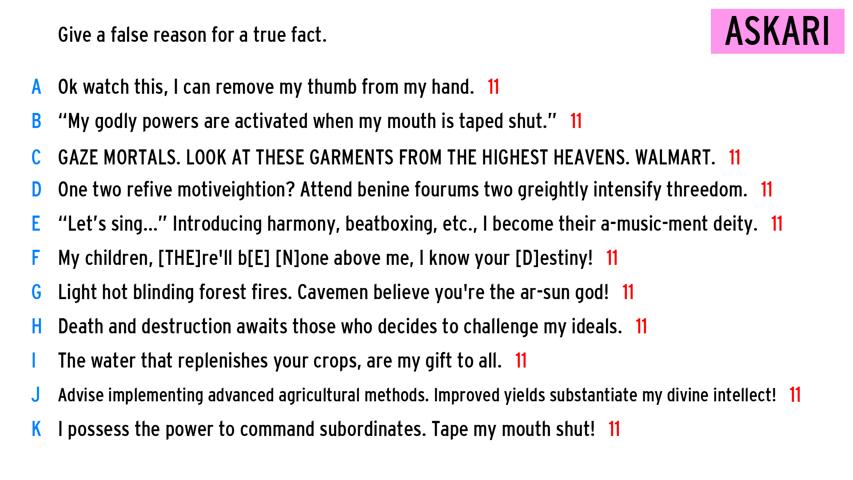 Give a false reason for a true fact.
ASKARI
A Ok watch this, I can remove my thumb from my hand. 11
B “My godly powers are activated when my mouth is taped shut.” 11
C GAZE MORTALS. LOOK AT THESE GARMENTS FROM THE HIGHEST HEAVENS. WALMART. 11
D One two refive motiveightion? Attend benine fourums two greightly intensify threedom. 11
E “Let’s sing...” Introducing harmony, beatboxing, etc., I become their a-music-ment deity. 11
F My children, [THE]re'll b[E] [N]one above me, I know your [D]estiny! 11
G Light hot blinding forest fires. Cavemen believe you're the ar-sun god! 11
H Death and destruction awaits those who decides to challenge my ideals. 11
I The water that replenishes your crops, are my gift to all. 11
J Advise implementing advanced agricultural methods. Improved yields substantiate my divine intellect! 11
K I possess the power to command subordinates. Tape my mouth shut! 11